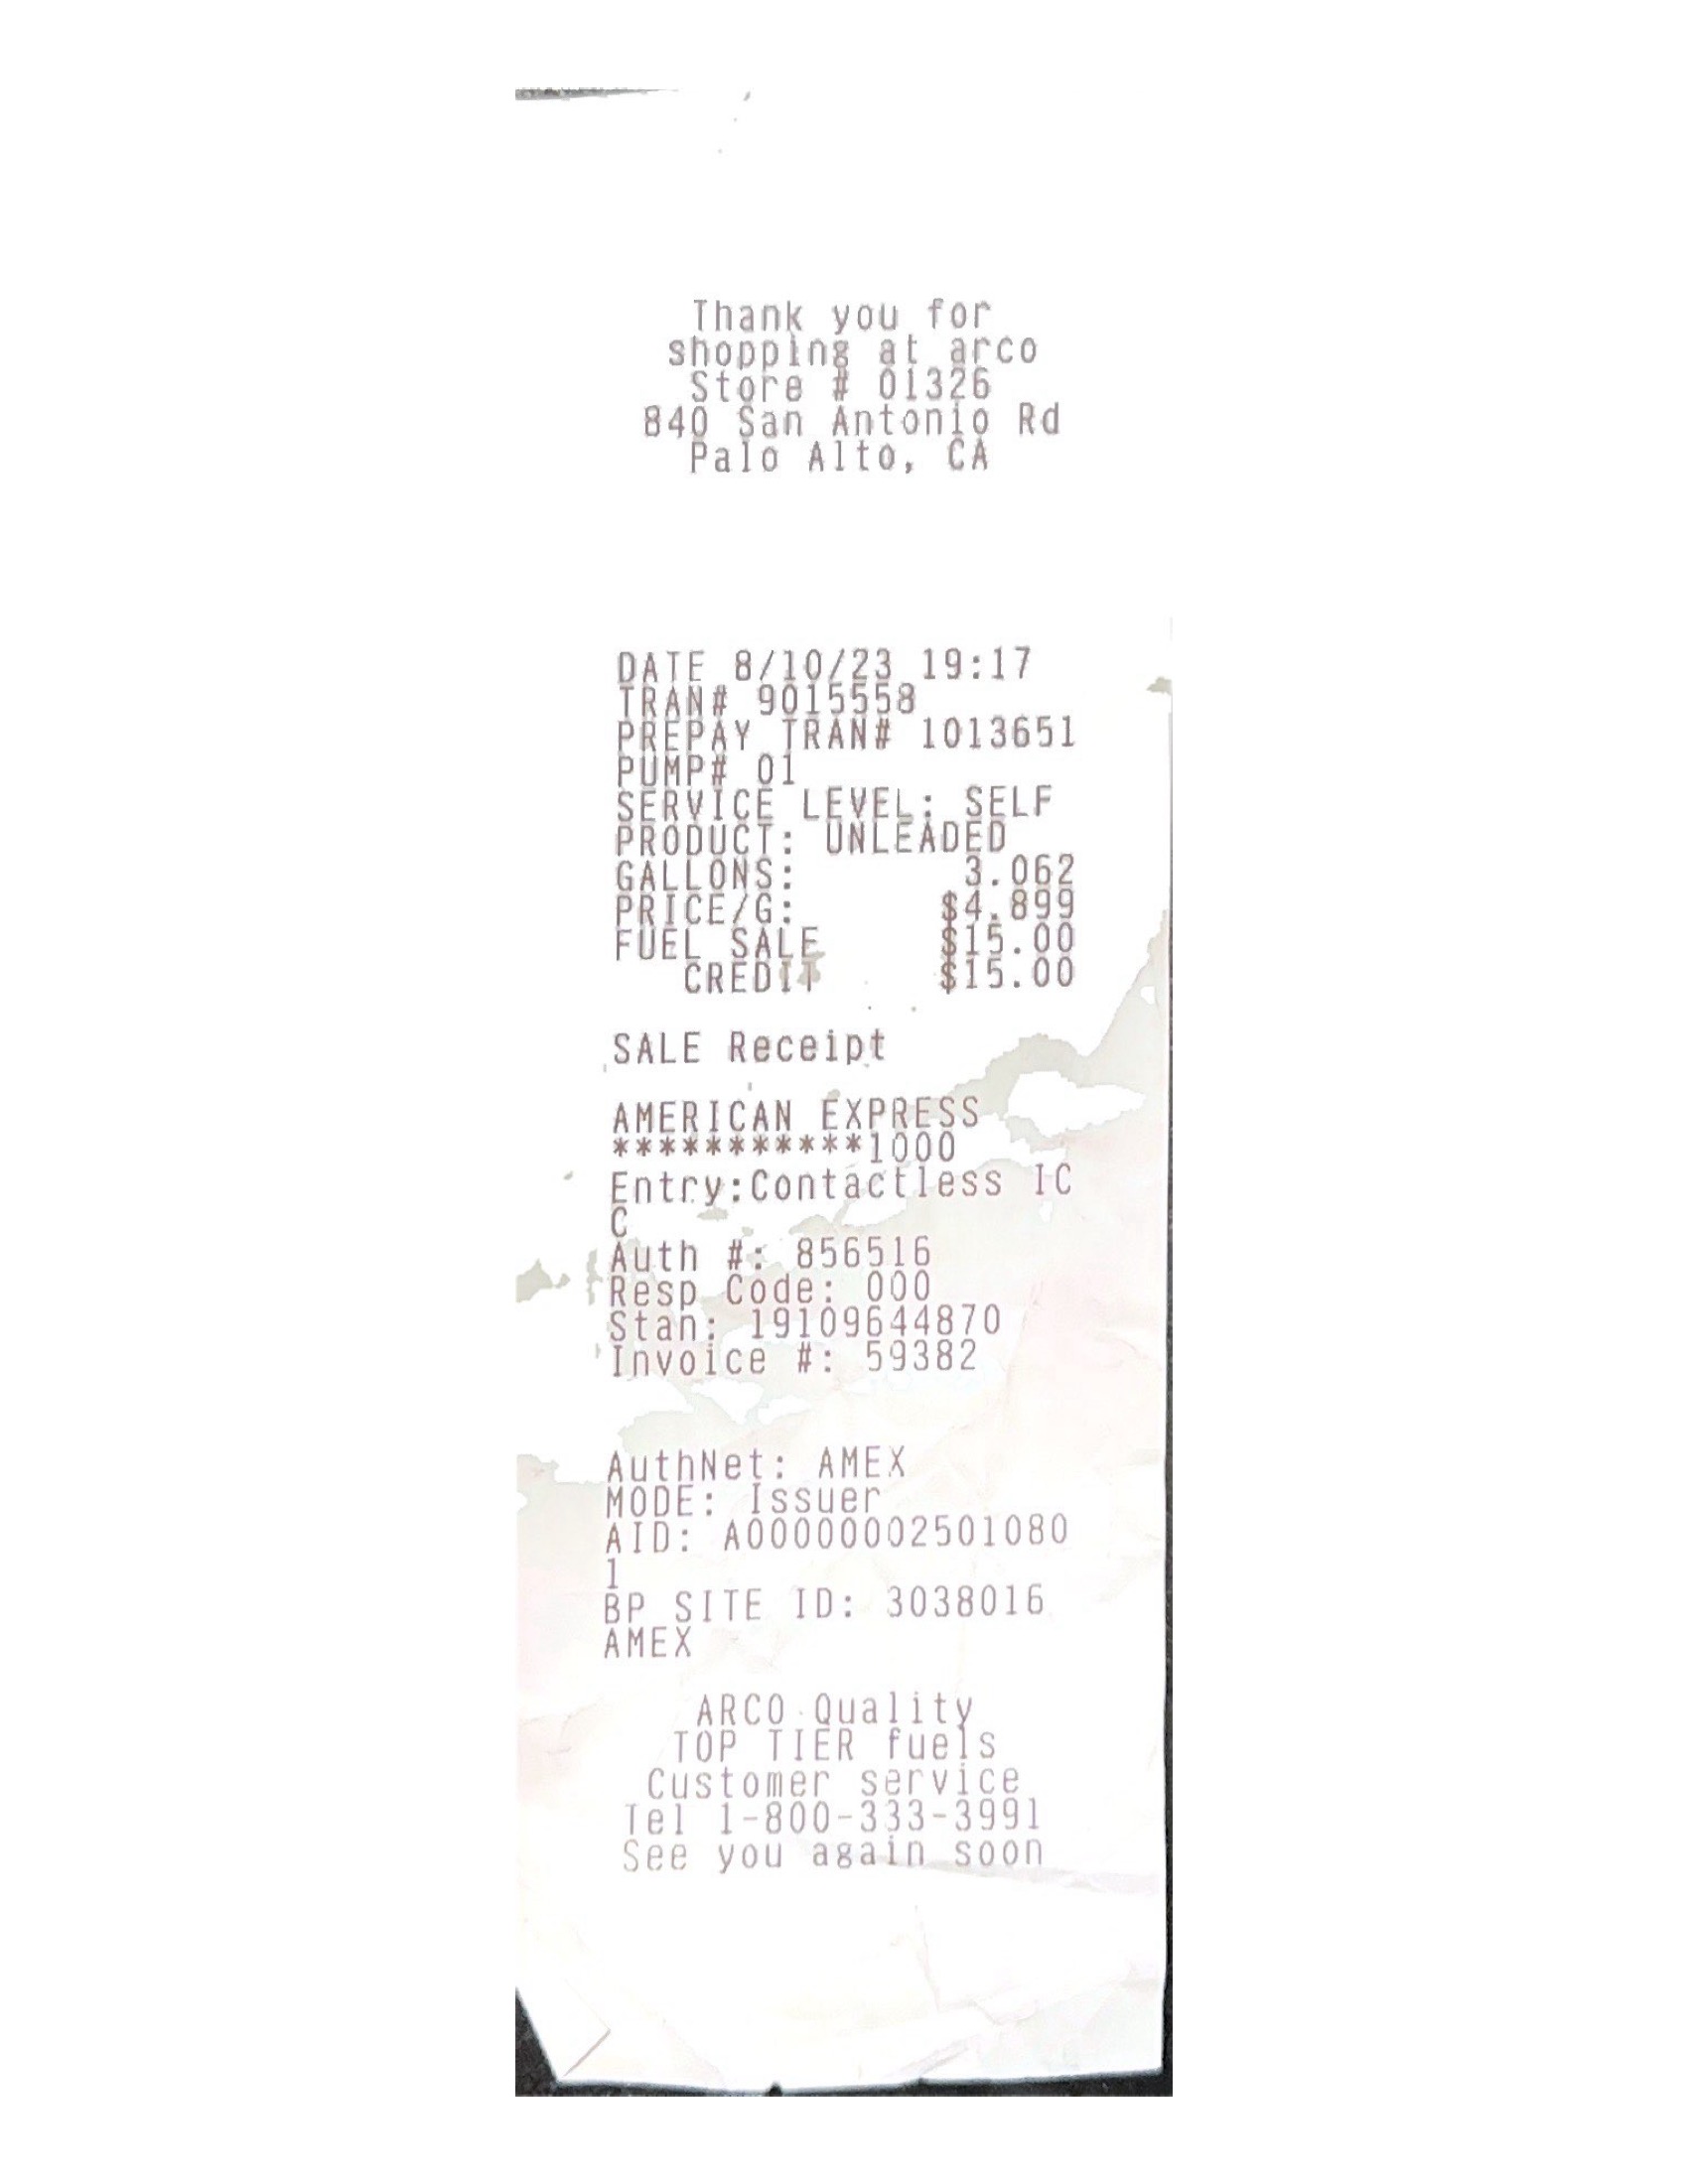 Thank you for
shopping at arco
Store # 01326
840 San Antonio Rd
Palo Alto, CA
DATE 8/10/23 19:17
TRAN# 9015558
PREPAY TRAN# 1013651
PUMP# 01
SERVICE LEVEL: SELF
PRODUCT: UNLEADED
GALLONS: 3.062
PRICE/G: $4.899
FUEL SALE $15.00
CREDIT $15.00
SALE Receipt
AMERICAN EXPRESS
***********1000
Entry:Contactless IC
C
Auth #: 856516
Resp Code: 000
Stan: 19109644870
Invoice #: 59382
AuthNet: AMEX
MODE: Issuer
AID: A00000002501080
1
BP SITE ID: 3038016
AMEX
ARCO Quality
TOP TIER fuels
Customer service
Tel 1-800-333-3991
See you again soon